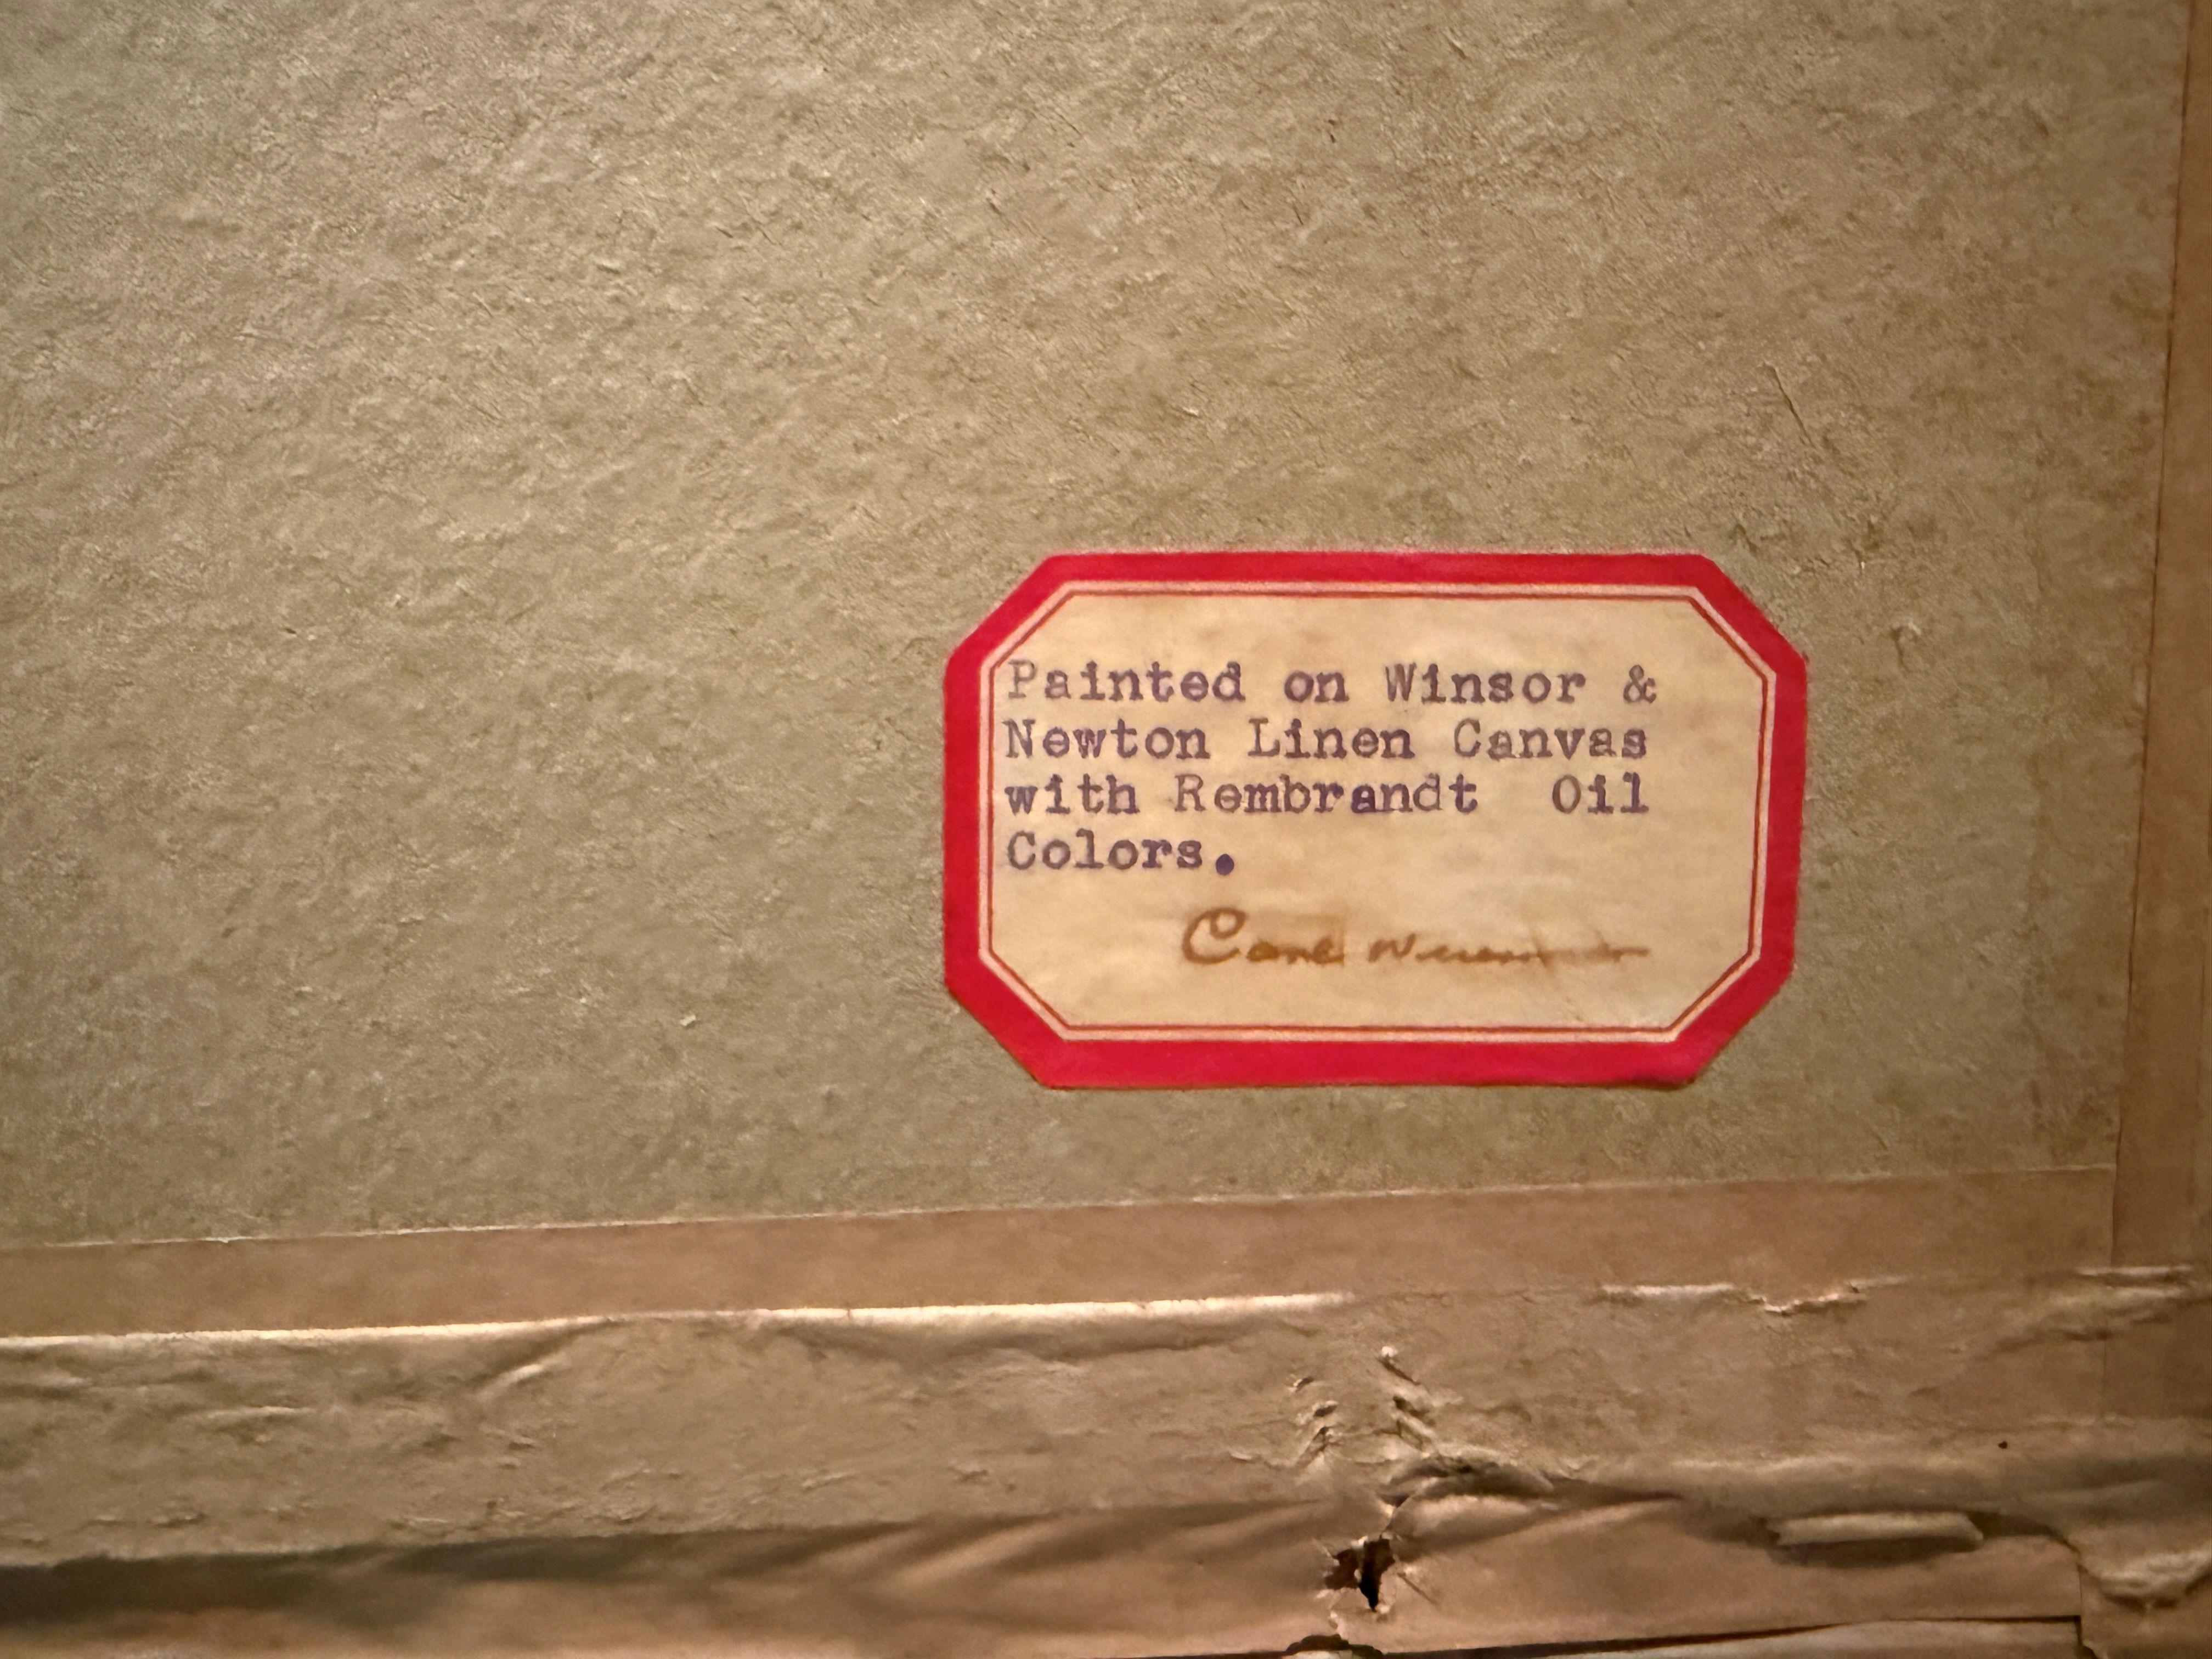 Painted on Winsor &
Newton Linen Canvas
with Rembrandt  Oil
Colors.